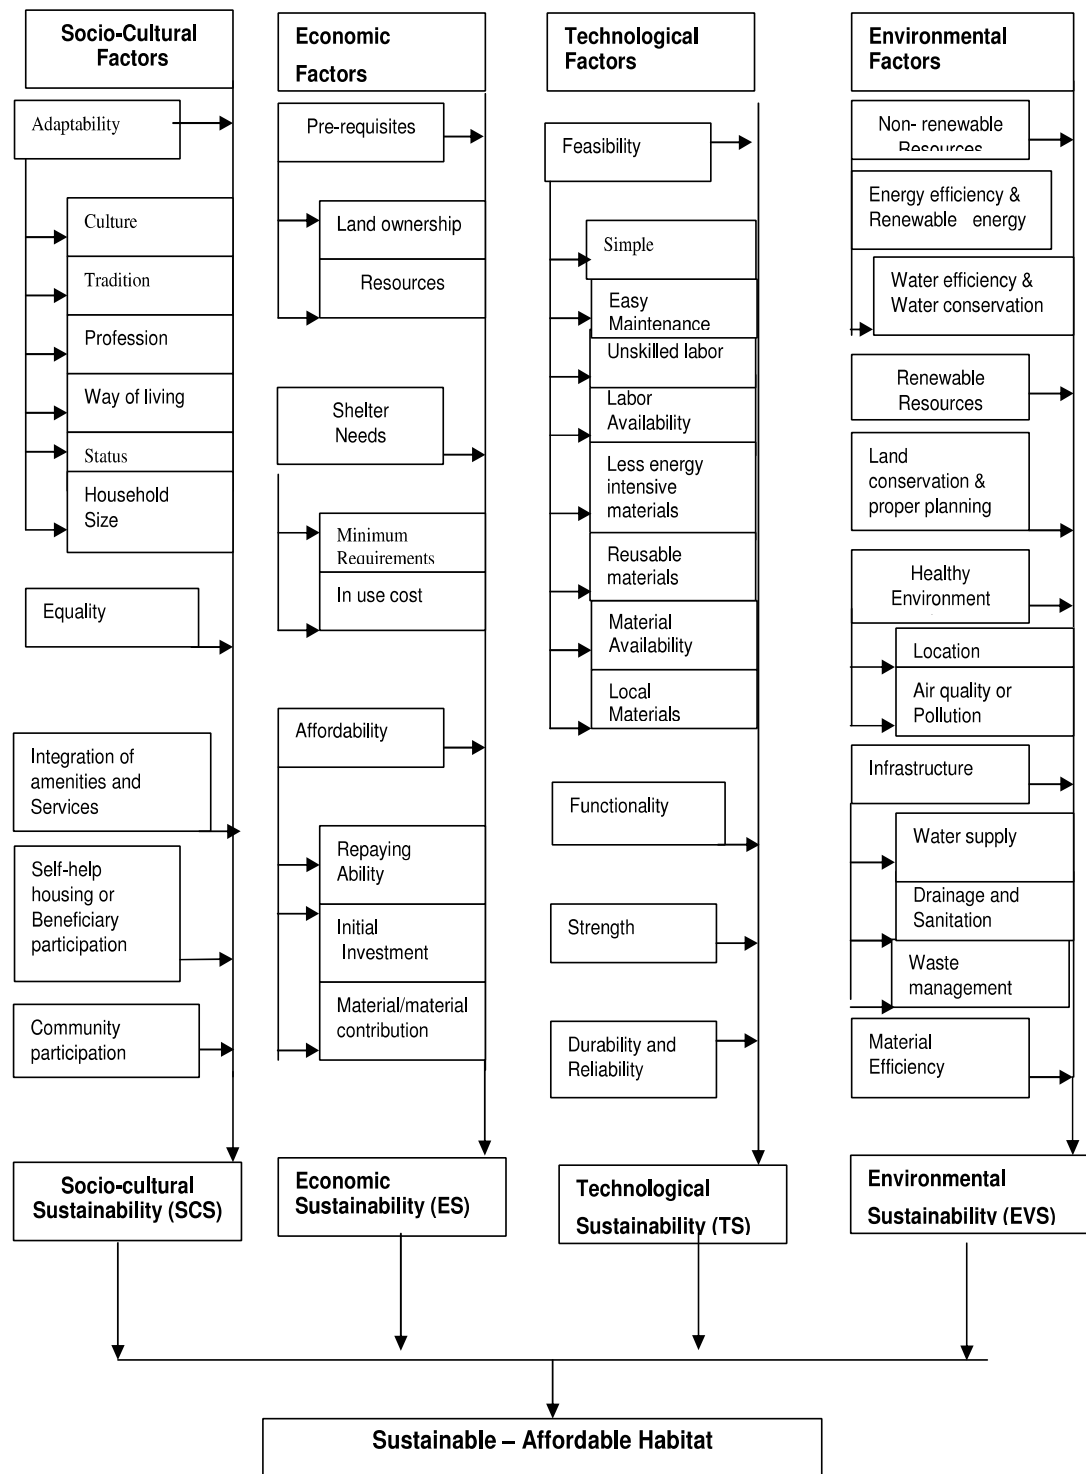 Socio-Cultural
Factors
Adaptability
Culture
Tradition
Profession
Way of living
Status
Household
Size
Equality
Integration of
amenities and
Services
Self-help
housing or
Beneficiary
participation
Community
participation
Socio-cultural
Sustainability (SCS)
Economic
Factors
Pre-requisites
Land ownership
Resources
Shelter
Needs
Minimum
Requirements
In use cost
Affordability
Repaying
Ability
Initial
Investment
Material/material
contribution
Economic
Sustainability (ES)
Technological
Factors
Feasibility
Simple
Easy
Maintenance
Unskilled labor
Labor
Availability
Less energy
intensive
materials
Reusable
materials
Material
Availability
Local
Materials
Functionality
Strength
Durability and
Reliability
Technological
Sustainability (TS)
Environmental
Factors
Non- renewable
Resources
Energy efficiency &
Renewable energy
Water efficiency &
Water conservation
Renewable
Resources
Land
conservation &
proper planning
Healthy
Environment
Location
Air quality or
Pollution
Infrastructure
Water supply
Drainage and
Sanitation
Waste
management
Material
Efficiency
Environmental
Sustainability (EVS)
Sustainable – Affordable Habitat